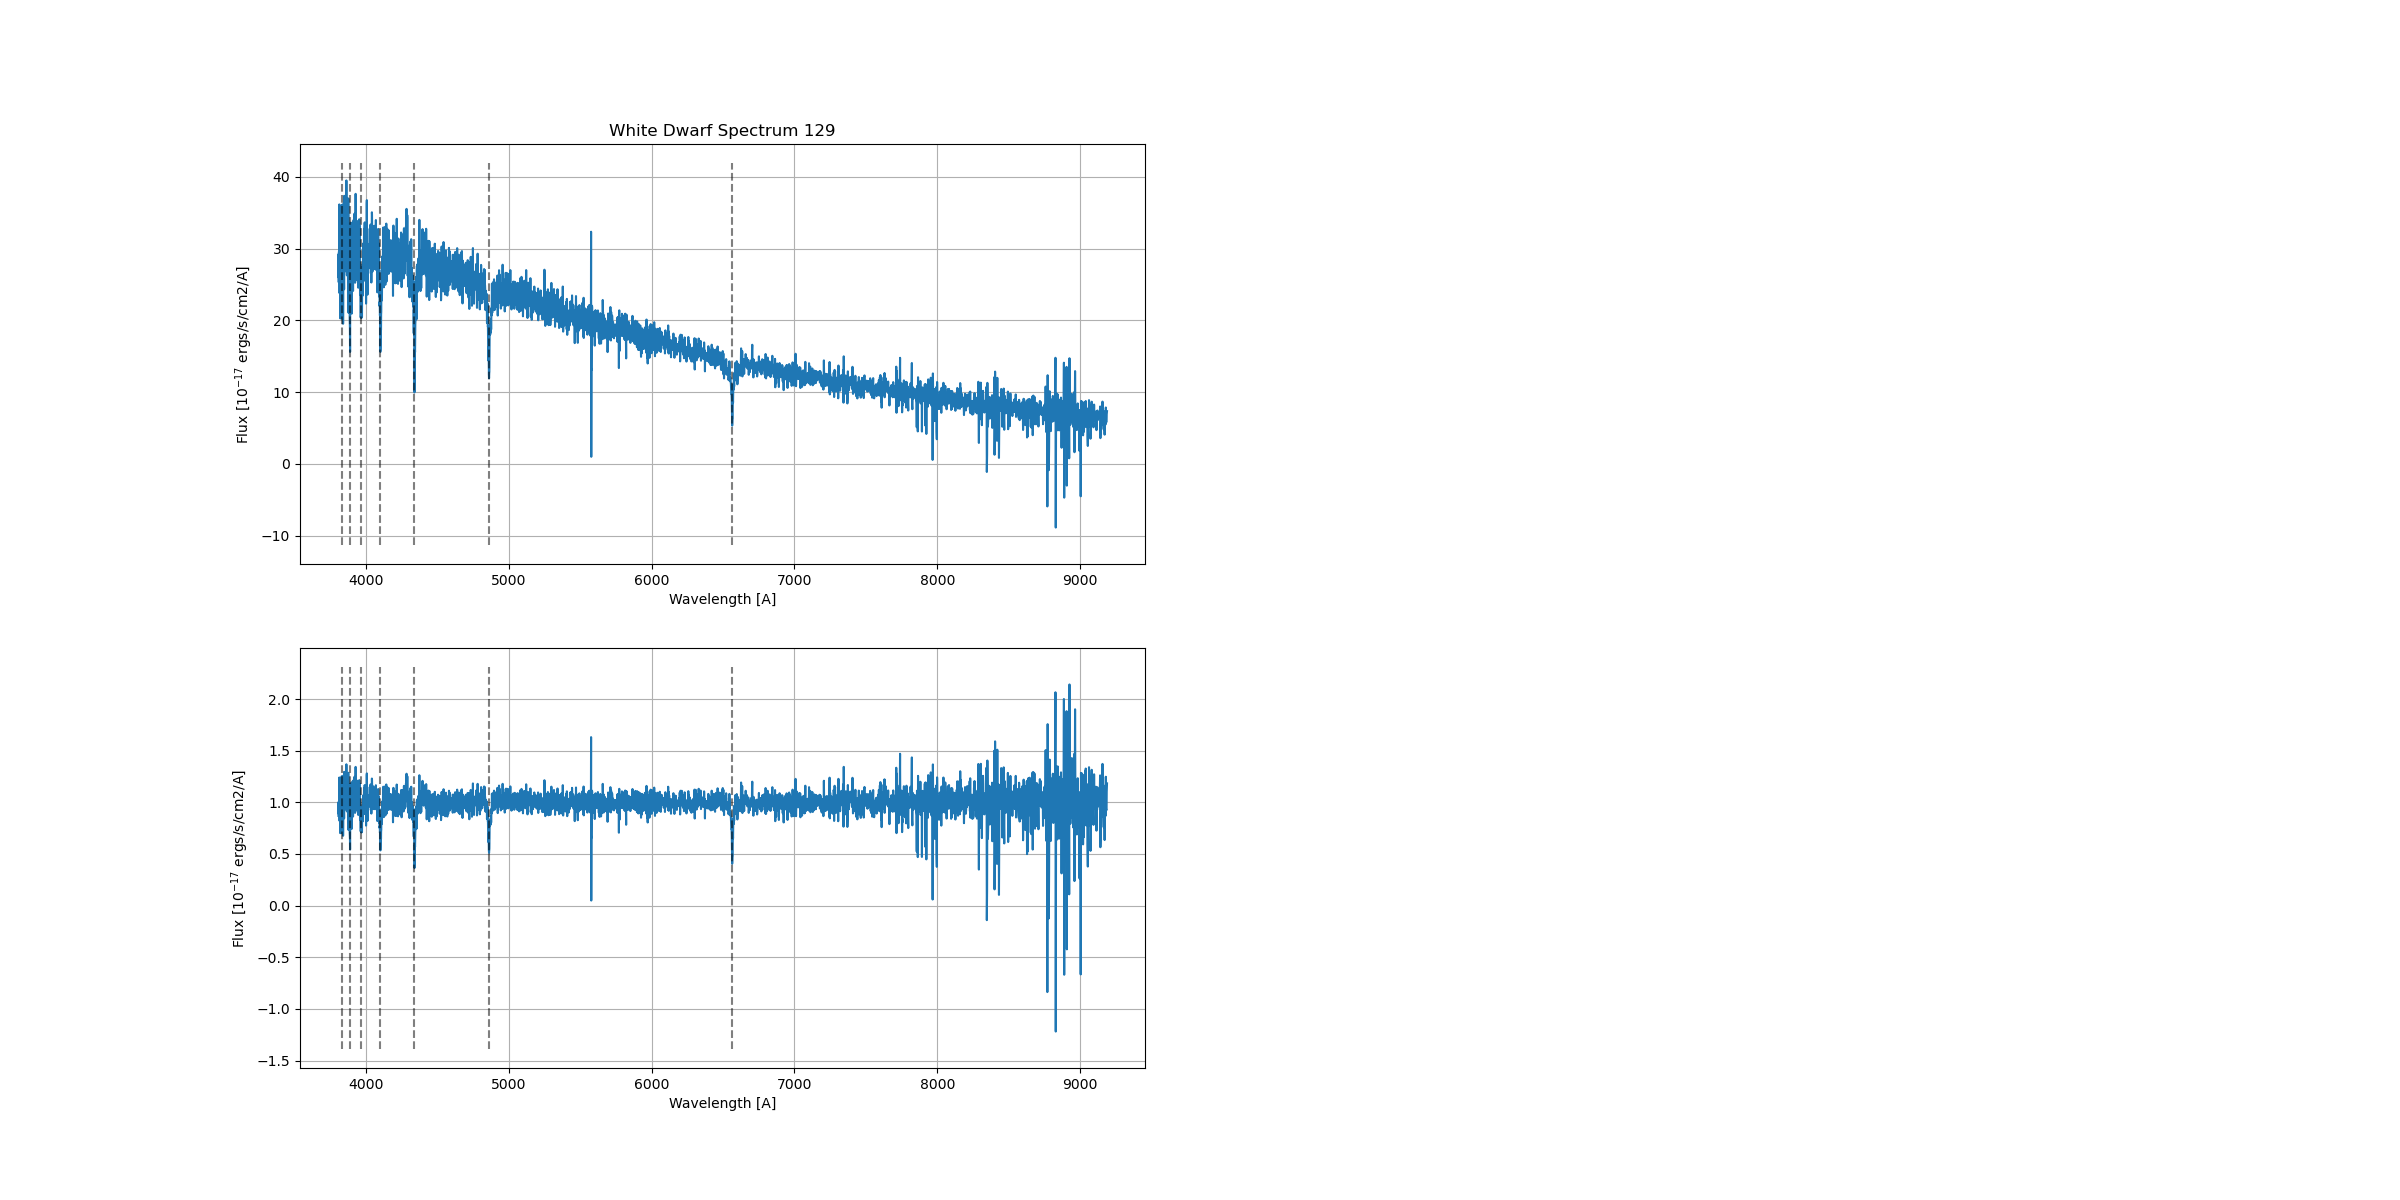 White Dwarf Spectrum 129
40
30
20
10
0
−10
Flux [10⁻¹⁷ ergs/s/cm2/A]
4000 5000 6000 7000 8000 9000
Wavelength [A]
2.0
1.5
1.0
0.5
0.0
−0.5
−1.0
−1.5
Flux [10⁻¹⁷ ergs/s/cm2/A]
4000 5000 6000 7000 8000 9000
Wavelength [A]